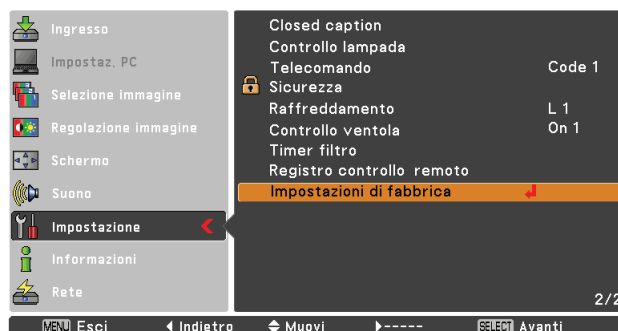 Ingresso
Impostaz. PC
Selezione immagine
Regolazione immagine
Schermo
Suono
Impostazione
Informazioni
Rete
Closed caption
Controllo lampada
Telecomando Code 1
Sicurezza
Raffreddamento L 1
Controllo ventola On 1
Timer filtro
Registro controllo remoto
Impostazioni di fabbrica
2/2
MENU Esci Indietro Muovi ----- SELECT Avanti